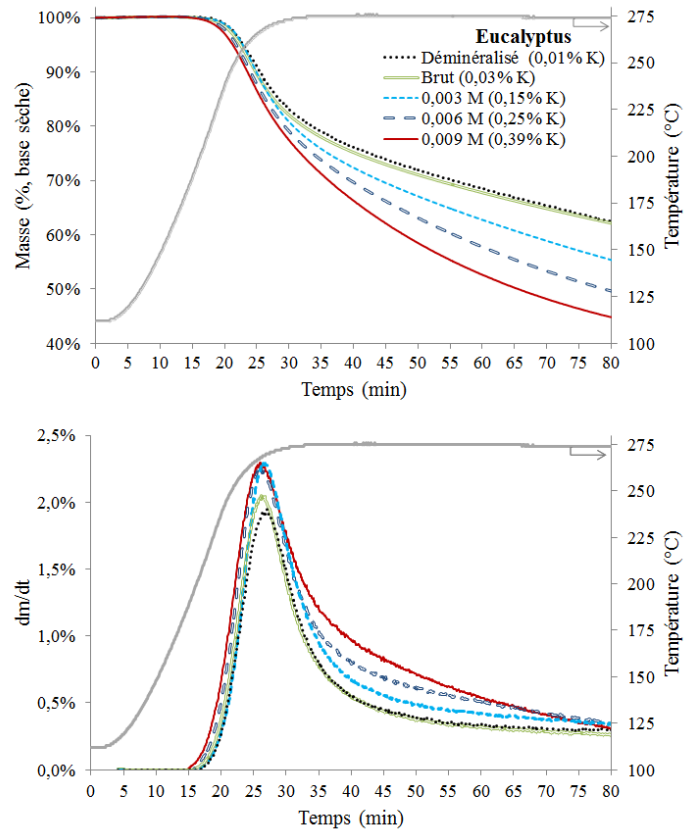 100%
90%
80%
70%
60%
50%
40%
Masse (%, base sèche)
Eucalyptus
Déminéralisé (0,01% K)
Brut (0,03% K)
0,003 M (0,15% K)
0,006 M (0,25% K)
0,009 M (0,39% K)
275
250
225
200
175
150
125
100
Température (°C)
0 5 10 15 20 25 30 35 40 45 50 55 60 65 70 75 80
Temps (min)
2,5%
2,0%
1,5%
1,0%
0,5%
0,0%
dm/dt
275
250
225
200
175
150
125
100
Température (°C)
0 5 10 15 20 25 30 35 40 45 50 55 60 65 70 75 80
Temps (min)